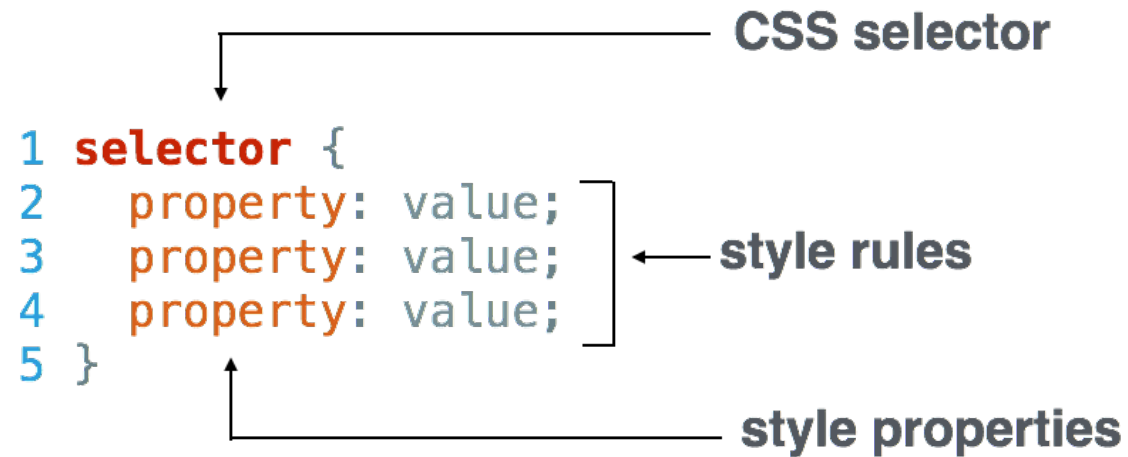 CSS selector
1 selector {
2 property: value;
3 property: value;
style rules
4 property: value;
5 }
style properties